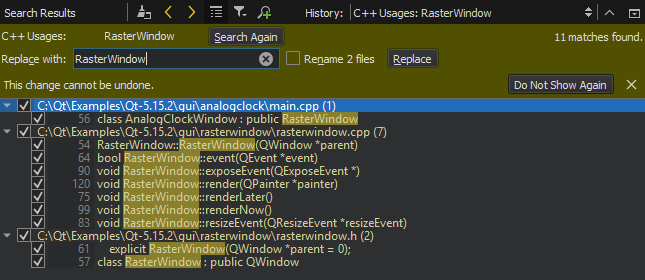 Search Results History: C++ Usages: RasterWindow
C++ Usages: RasterWindow Search Again 11 matches found.
Replace with: RasterWindow Rename 2 files Replace
This change cannot be undone. Do Not Show Again
C:\Qt\Examples\Qt-5.15.2\gui\analogclock\main.cpp (1)
56 class AnalogClockWindow : public RasterWindow
C:\Qt\Examples\Qt-5.15.2\gui\rasterwindow\rasterwindow.cpp (7)
54 RasterWindow::RasterWindow(QWindow *parent)
64 bool RasterWindow::event(QEvent *event)
90 void RasterWindow::exposeEvent(QExposeEvent *)
120 void RasterWindow::render(QPainter *painter)
75 void RasterWindow::renderLater()
100 void RasterWindow::renderNow()
83 void RasterWindow::resizeEvent(QResizeEvent *resizeEvent)
C:\Qt\Examples\Qt-5.15.2\gui\rasterwindow\rasterwindow.h (2)
61 explicit RasterWindow(QWindow *parent = 0);
57 class RasterWindow : public QWindow